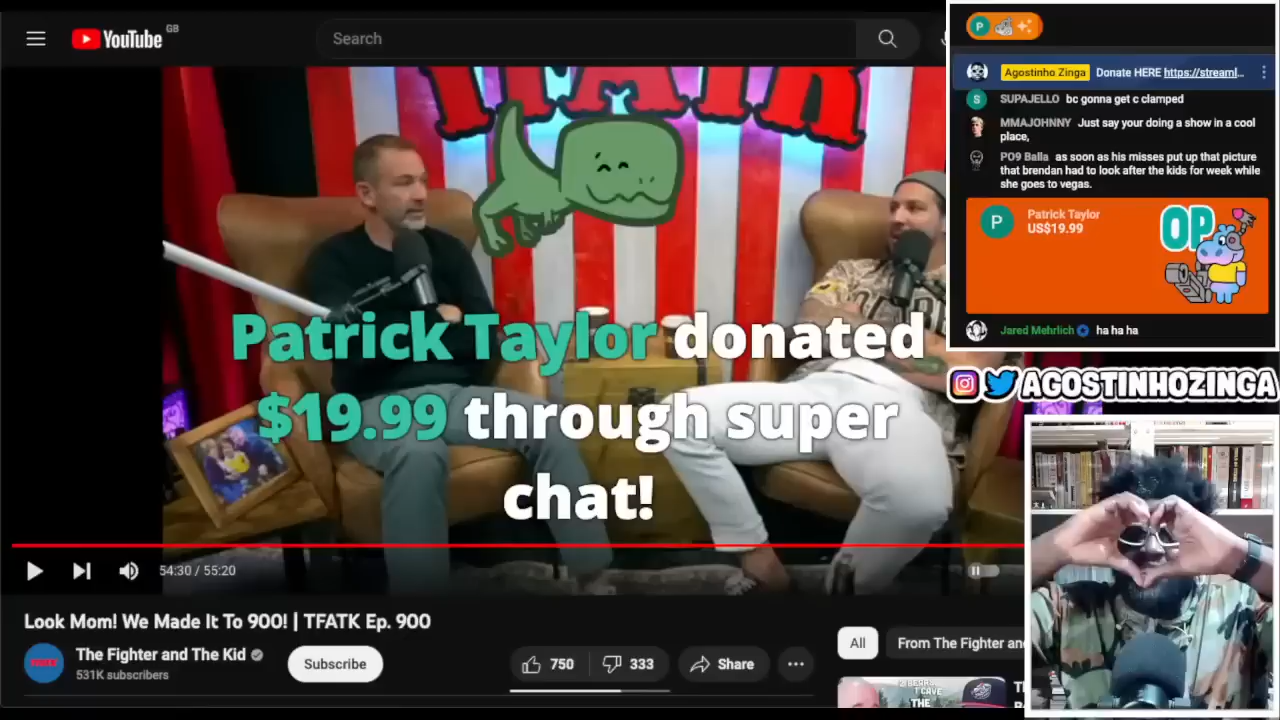 YouTube GB
Search
TFATK
Patrick Taylor donated
$19.99 through super
chat!
54:30 / 55:20
Look Mom! We Made It To 900! | TFATK Ep. 900
The Fighter and The Kid
531K subscribers
Subscribe
750
333
Share
All
From The Fighter an
THE
P
Agostinho Zinga Donate HERE https://streaml...
S SUPAJELLO bc gonna get c clamped
MMAJOHNNY Just say your doing a show in a cool
place,
PO9 Balla as soon as his misses put up that picture
that brendan had to look after the kids for week while
she goes to vegas.
P Patrick Taylor
US$19.99
OP
Jared Mehrlich ha ha ha
AGOSTINHOZINGA